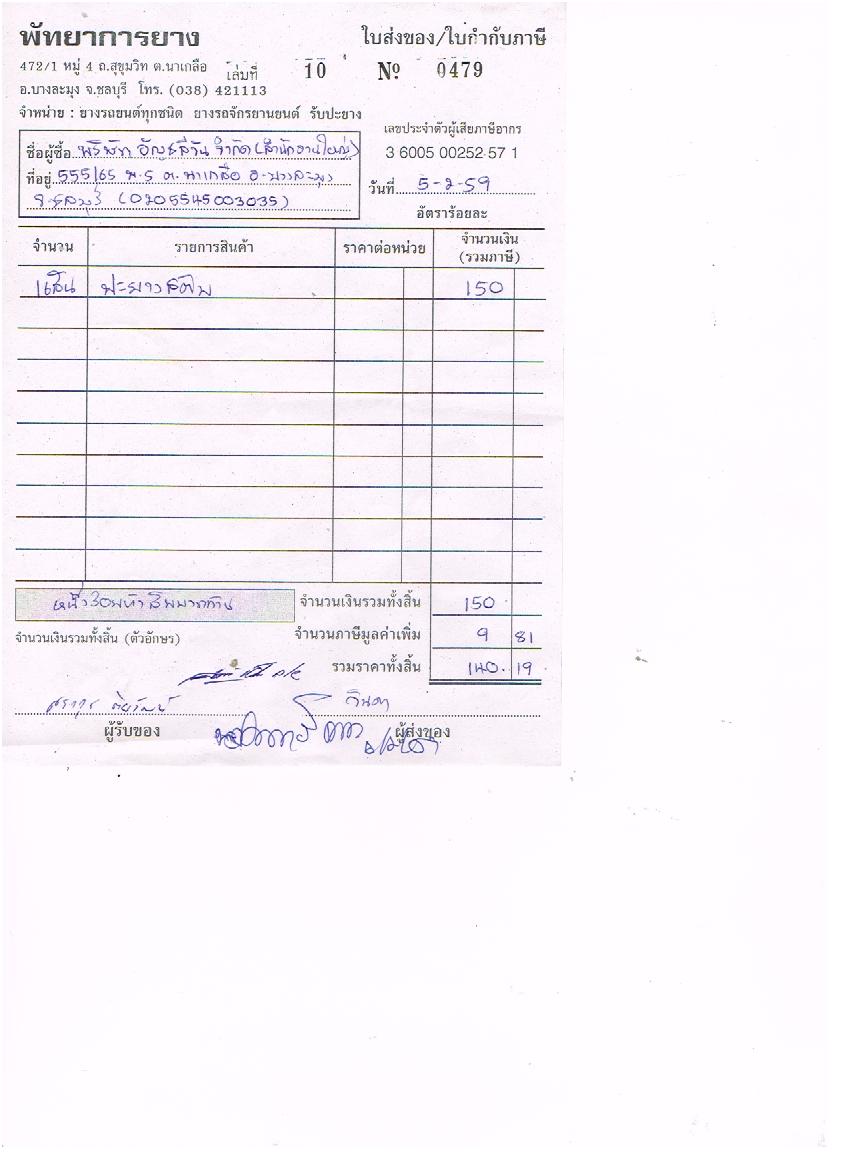 พัทยาการยาง ใบส่งของ/ใบกำกับภาษี
472/1 หมู่ 4 ถ.สุขุมวิท ต.นาเกลือ เล่มที่ 10 Nº 0479
อ.บางละมุง จ.ชลบุรี โทร. (038) 421113
จำหน่าย : ยางรถยนต์ทุกชนิด ยางรถจักรยานยนต์ รับปะยาง
เลขประจำตัวผู้เสียภาษีอากร
3 6005 00252 57 1
ชื่อผู้ซื้อ บริษัท จำกัด (สำนักงานใหญ่)
ที่อยู่ 555/65 ม.5 ต.นาเกลือ อ.บางละมุง
จ.ชลบุรี (0205545003035)
วันที่ 5-2-59
อัตราร้อยละ
จำนวน รายการสินค้า ราคาต่อหน่วย จำนวนเงิน (รวมภาษี)
1เส้น ปะยางสตีม 150
หนึ่งร้อยห้าสิบบาทถ้วน จำนวนเงินรวมทั้งสิ้น 150
จำนวนเงินรวมทั้งสิ้น (ตัวอักษร) จำนวนภาษีมูลค่าเพิ่ม 9 81
รวมราคาทั้งสิ้น 140.19
ผู้รับของ ผู้ส่งของ